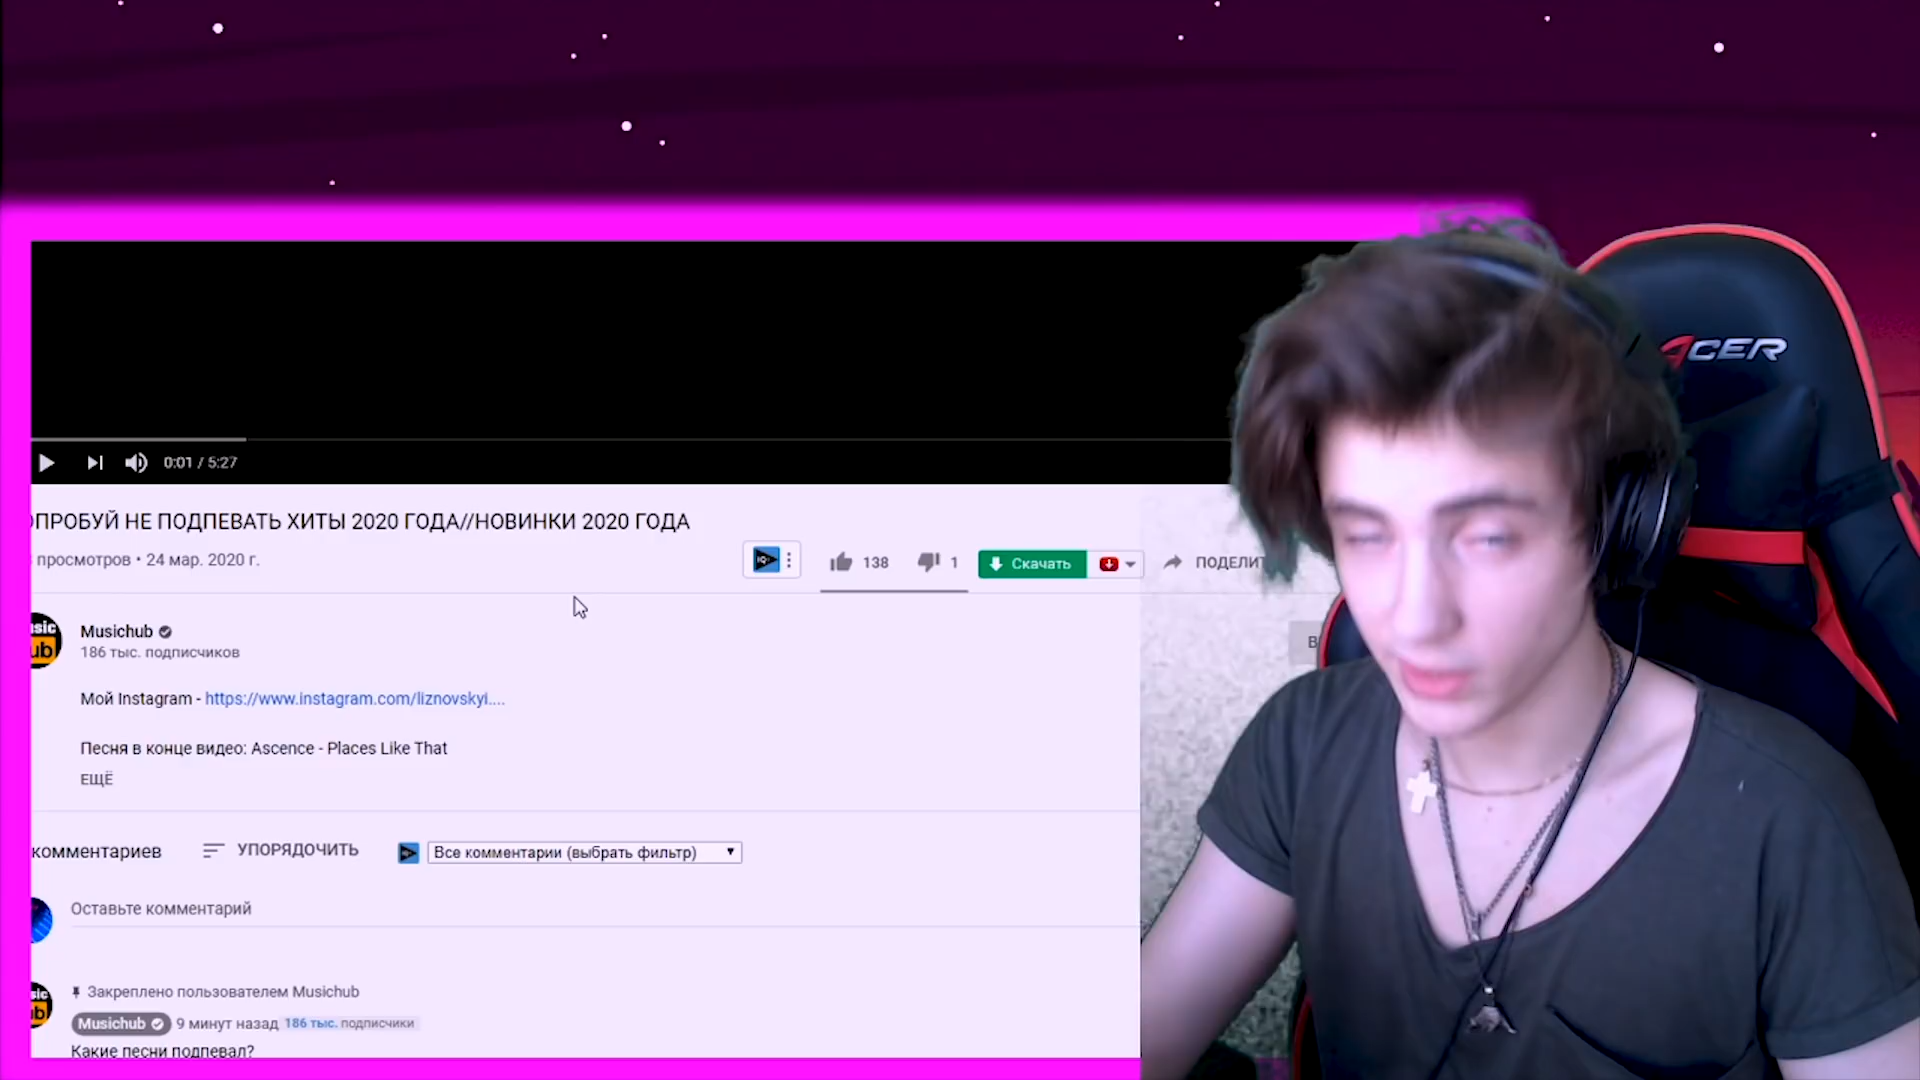 ACER
0:01 / 5:27
ОПРОБУЙ НЕ ПОДПЕВАТЬ ХИТЫ 2020 ГОДА//НОВИНКИ 2020 ГОДА
просмотров • 24 мар. 2020 г.
138
1
Скачать
ПОДЕЛИТ
Musichub
186 тыс. подписчиков
Мой Instagram - https://www.instagram.com/liznovskyi....
Песня в конце видео: Ascence - Places Like That
ЕЩЁ
комментариев
УПОРЯДОЧИТЬ
Все комментарии (выбрать фильтр)
Оставьте комментарий
Закреплено пользователем Musichub
Musichub 9 минут назад 186 тыс. подписчики
Какие песни подпевал?